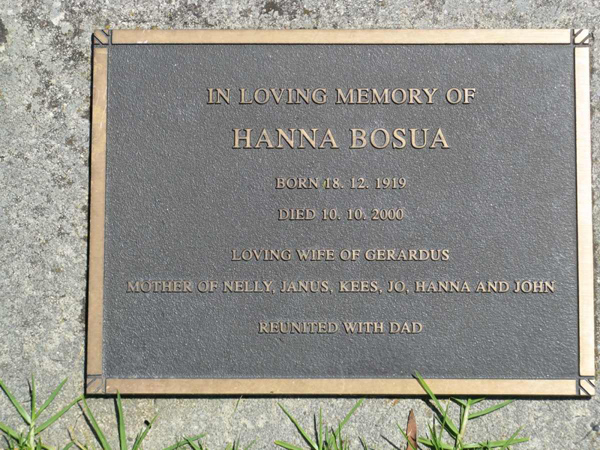 IN LOVING MEMORY OF
HANNA BOSUA
BORN 18. 12. 1919
DIED 10. 10. 2000
LOVING WIFE OF GERARDUS
MOTHER OF NELLY, JANUS, KEES, JO, HANNA AND JOHN
REUNITED WITH DAD